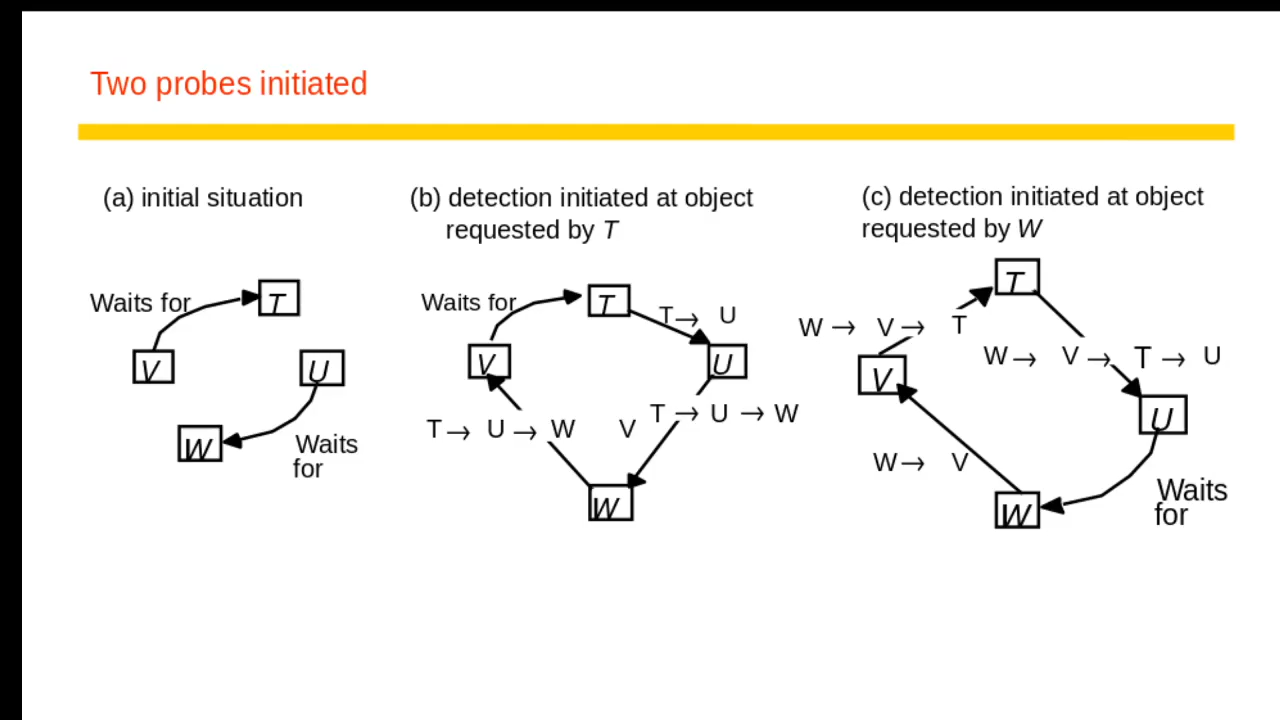 Two probes initiated
(a) initial situation
Waits for
T
V
U
W
Waits
for
(b) detection initiated at object
requested by T
Waits for
T
T→ U
V
U
T → U → W
T→ U → W V
W
(c) detection initiated at object
requested by W
T
W → V → T
W → V → T → U
V
U
W → V
Waits
for
W